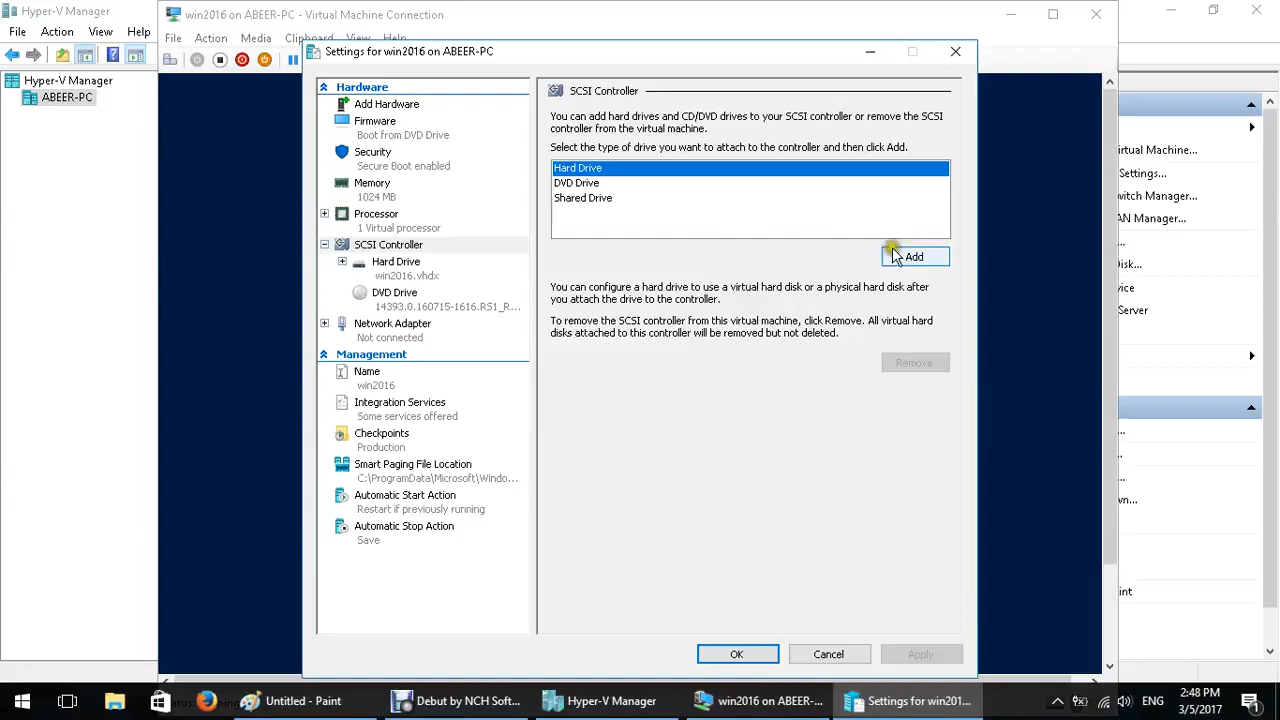 Hyper-V Manager
File Action View Help
Hyper-V Manager
ABEER-PC
win2016 on ABEER-PC - Virtual Machine Connection
File Action Media Clipboard View Help
Settings for win2016 on ABEER-PC
Hardware
Add Hardware
Firmware
Boot from DVD Drive
Security
Secure Boot enabled
Memory
1024 MB
Processor
1 Virtual processor
SCSI Controller
Hard Drive
win2016.vhdx
DVD Drive
14393.0.160715-1616.RS1_R...
Network Adapter
Not connected
Management
Name
win2016
Integration Services
Some services offered
Checkpoints
Production
Smart Paging File Location
C:\ProgramData\Microsoft\Windo...
Automatic Start Action
Restart if previously running
Automatic Stop Action
Save
SCSI Controller
You can add hard drives and CD/DVD drives to your SCSI controller or remove the SCSI
controller from the virtual machine.
Select the type of drive you want to attach to the controller and then click Add.
Hard Drive
DVD Drive
Shared Drive
Add
You can configure a hard drive to use a virtual hard disk or a physical hard disk after
you attach the drive to the controller.
To remove the SCSI controller from this virtual machine, click Remove. All virtual hard
disks attached to this controller will be removed but not deleted.
Remove
OK Cancel Apply
irtual Machine...
Settings...
witch Manager...
AN Manager...
...
Disk...
ice
Server
...
...
...
wn...
int
Untitled - Paint
Debut by NCH Soft...
Hyper-V Manager
win2016 on ABEER-...
Settings for win201...
ENG
2:48 PM
3/5/2017
1